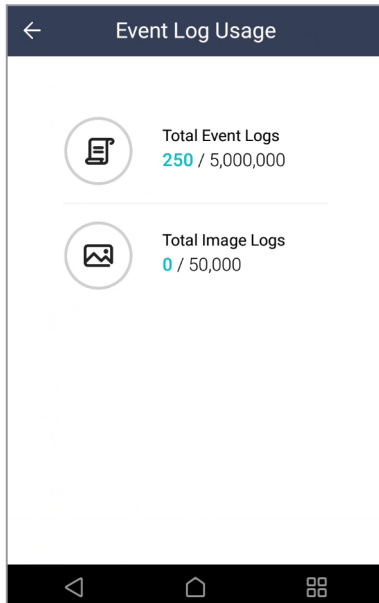 Event Log Usage
Total Event Logs
250 / 5,000,000
Total Image Logs
0 / 50,000